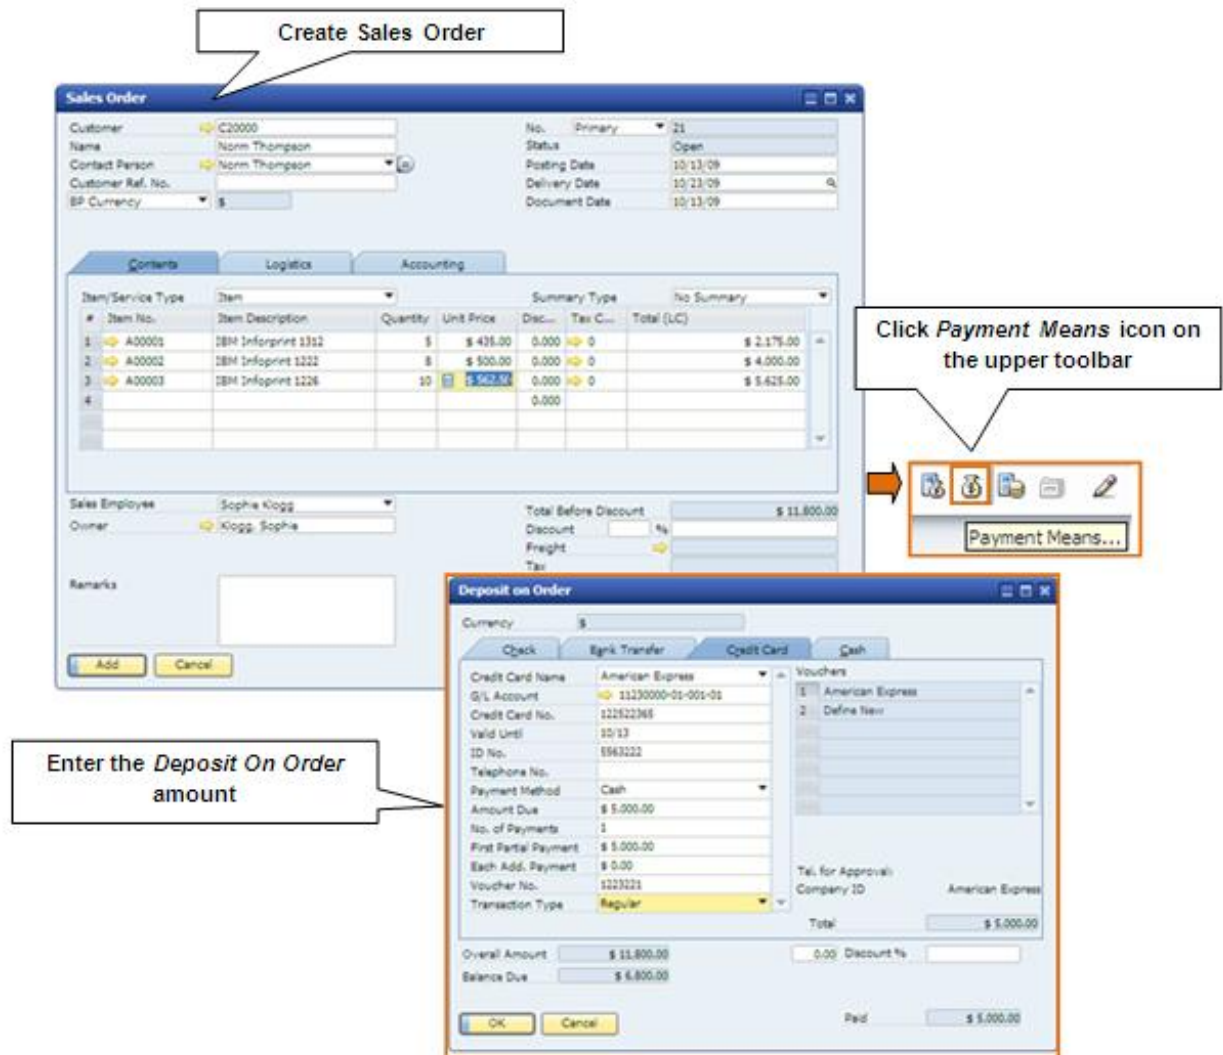 Create Sales Order
Sales Order
Customer C20000
Name Norm Thompson
Contact Person Norm Thompson
Customer Ref. No.
BP Currency $
No. Primary 21
Status Open
Posting Date 10/13/09
Delivery Date 10/23/09
Document Date 10/13/09
Contents Logistics Accounting
Item/Service Type Item Summary Type No Summary
# Item No. Item Description Quantity Unit Price Disc... Tax C... Total (LC)
1 A00001 IBM Inforprint 1312 5 $ 435.00 0.000 0 $ 2,175.00
2 A00002 IBM Infoprint 1222 8 $ 500.00 0.000 0 $ 4,000.00
3 A00003 IBM Infoprint 1226 10 $ 562.50 0.000 0 $ 5,625.00
4 0.000
Click Payment Means icon on
the upper toolbar
Payment Means...
Sales Employee Sophie Klogg
Owner Klogg, Sophie
Total Before Discount $ 11,800.00
Discount %
Freight
Tax
Remarks
Add Cancel
Deposit on Order
Currency $
Check Bank Transfer Credit Card Cash
Credit Card Name American Express
G/L Account 11230000-01-001-01
Credit Card No. 122522365
Valid Until 10/13
ID No. 5563222
Telephone No.
Payment Method Cash
Amount Due $ 5,000.00
No. of Payments 1
First Partial Payment $ 5,000.00
Each Add. Payment $ 0.00
Voucher No. 1223221
Transaction Type Regular
Vouchers
1 American Express
2 Define New
Tel. for Approval:
Company ID American Express
Total $ 5,000.00
Enter the Deposit On Order
amount
Overall Amount $ 11,800.00 0.00 Discount %
Balance Due $ 6,800.00
OK Cancel Paid $ 5,000.00